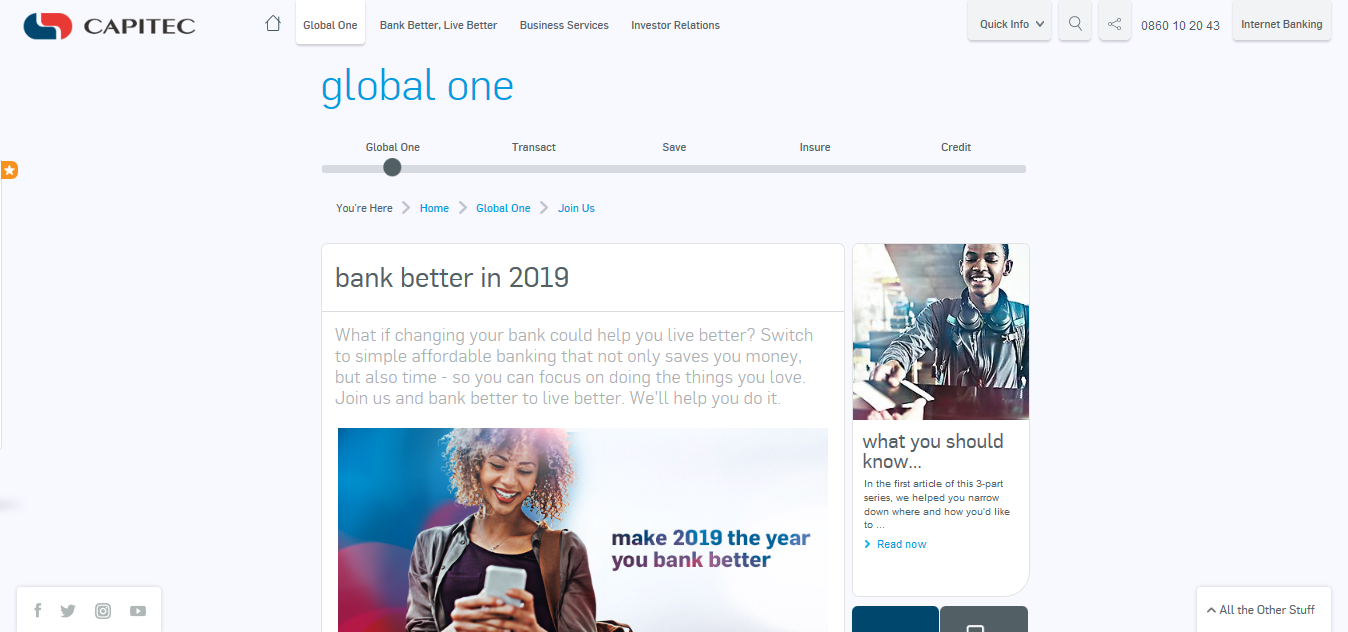 CAPITEC
Global One
Bank Better, Live Better
Business Services
Investor Relations
Quick Info
0860 10 20 43
Internet Banking
global one
Global One
Transact
Save
Insure
Credit
You're Here
Home
Global One
Join Us
bank better in 2019
What if changing your bank could help you live better? Switch
to simple affordable banking that not only saves you money,
but also time - so you can focus on doing the things you love.
Join us and bank better to live better. We'll help you do it.
make 2019 the year
you bank better
what you should
know...
In the first article of this 3-part
series, we helped you narrow
down where and how you'd like
to ...
Read now
All the Other Stuff